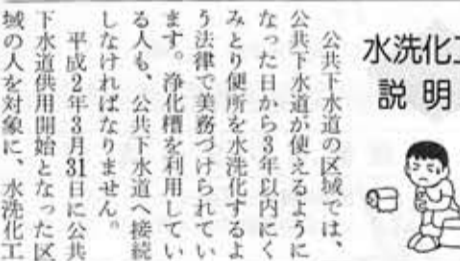 水洗化工
説明
公共下水道の区域では、
公共下水道が使えるように
なった日から3年以内にく
みとり便所を水洗化するよ
う法律で義務づけられてい
ます。浄化槽を利用してい
る人も、公共下水道へ接続
しなければなりません。
平成2年3月31日に公共
下水道供用開始となった区
域の人を対象に、水洗化工